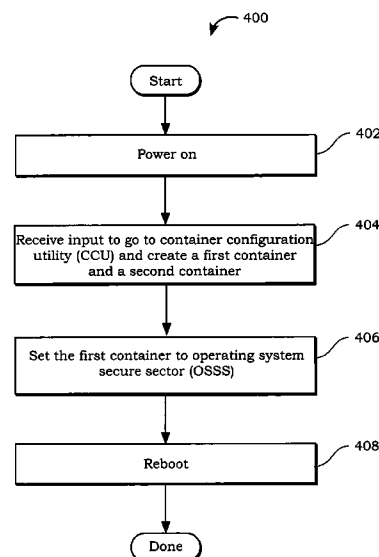 400
Start
402
Power on
404
Receive input to go to container configuration
utility (CCU) and create a first container
and a second container
406
Set the first container to operating system
secure sector (OSSS)
408
Reboot
Done